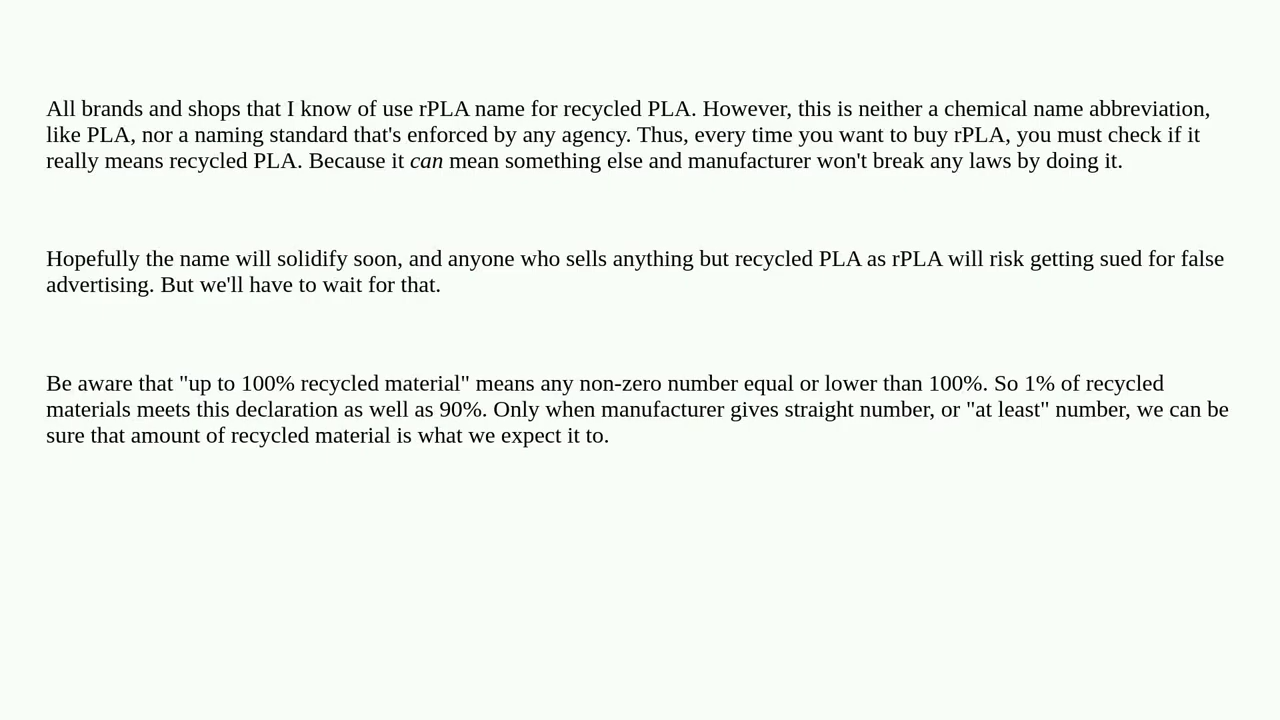 All brands and shops that I know of use rPLA name for recycled PLA. However, this is neither a chemical name abbreviation,
like PLA, nor a naming standard that's enforced by any agency. Thus, every time you want to buy rPLA, you must check if it
really means recycled PLA. Because it can mean something else and manufacturer won't break any laws by doing it.
Hopefully the name will solidify soon, and anyone who sells anything but recycled PLA as rPLA will risk getting sued for false
advertising. But we'll have to wait for that.
Be aware that "up to 100% recycled material" means any non-zero number equal or lower than 100%. So 1% of recycled
materials meets this declaration as well as 90%. Only when manufacturer gives straight number, or "at least" number, we can be
sure that amount of recycled material is what we expect it to.